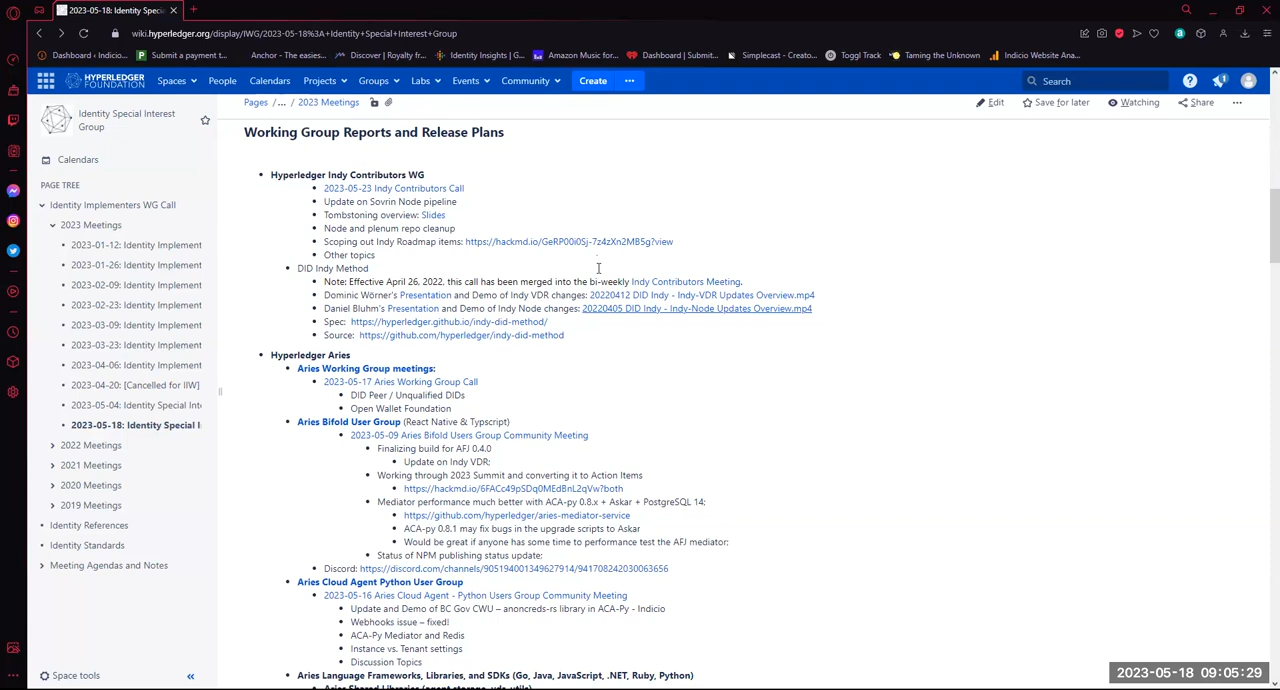 2023-05-18: Identity Speci
wiki.hyperledger.org/display/IWG/2023-05-18%3A+Identity+Special+Interest+Group
Dashboard ‹ Indicio...
Submit a payment t...
Anchor - The easies...
Discover | Royalty fr...
Identity Insights | G...
Amazon Music for...
Dashboard | Submit...
Simplecast - Creato...
Toggl Track
Taming the Unknown
Indicio Website Ana...
HYPERLEDGER FOUNDATION
Spaces
People
Calendars
Projects
Groups
Labs
Events
Community
Create
Search
1
Identity Special Interest
Group
Pages /... / 2023 Meetings
Edit
Save for later
Watching
Share
Calendars
PAGE TREE
Identity Implementers WG Call
2023 Meetings
2023-01-12: Identity Implement
2023-01-26: Identity Implement
2023-02-09: Identity Implement
2023-02-23: Identity Implement
2023-03-09: Identity Implement
2023-03-23: Identity Implement
2023-04-06: Identity Implement
2023-04-20: [Cancelled for IIW]
2023-05-04: Identity Special Int
2023-05-18: Identity Special I
2022 Meetings
2021 Meetings
2020 Meetings
2019 Meetings
Identity References
Identity Standards
Meeting Agendas and Notes
Space tools
Working Group Reports and Release Plans
Hyperledger Indy Contributors WG
2023-05-23 Indy Contributors Call
Update on Sovrin Node pipeline
Tombstoning overview: Slides
Node and plenum repo cleanup
Scoping out Indy Roadmap items: https://hackmd.io/GeRP00i0Sj-7z4zXn2MB5g?view
Other topics
DID Indy Method
Note: Effective April 26, 2022, this call has been merged into the bi-weekly Indy Contributors Meeting.
Dominic Wörner's Presentation and Demo of Indy VDR changes: 20220412 DID Indy - Indy-VDR Updates Overview.mp4
Daniel Bluhm's Presentation and Demo of Indy Node changes: 20220405 DID Indy - Indy-Node Updates Overview.mp4
Spec: https://hyperledger.github.io/indy-did-method/
Source: https://github.com/hyperledger/indy-did-method
Hyperledger Aries
Aries Working Group meetings:
2023-05-17 Aries Working Group Call
DID Peer / Unqualified DIDs
Open Wallet Foundation
Aries Bifold User Group (React Native & Typscript)
2023-05-09 Aries Bifold Users Group Community Meeting
Finalizing build for AFJ 0.4.0
Update on Indy VDR;
Working through 2023 Summit and converting it to Action Items
https://hackmd.io/6FACc49pSDq0MEdBnL2qVw?both
Mediator performance much better with ACA-py 0.8.x + Askar + PostgreSQL 14;
https://github.com/hyperledger/aries-mediator-service
ACA-py 0.8.1 may fix bugs in the upgrade scripts to Askar
Would be great if anyone has some time to performance test the AFJ mediator;
Status of NPM publishing status update;
Discord: https://discord.com/channels/905194001349627914/941708242030063656
Aries Cloud Agent Python User Group
2023-05-16 Aries Cloud Agent - Python Users Group Community Meeting
Update and Demo of BC Gov CWU – anoncreds-rs library in ACA-Py - Indicio
Webhooks issue – fixed!
ACA-Py Mediator and Redis
Instance vs. Tenant settings
Discussion Topics
Aries Language Frameworks, Libraries, and SDKs (Go, Java, JavaScript, .NET, Ruby, Python)
Aries Shared Libraries (agent storage, vdr, utils)
2023-05-18 09:05:29